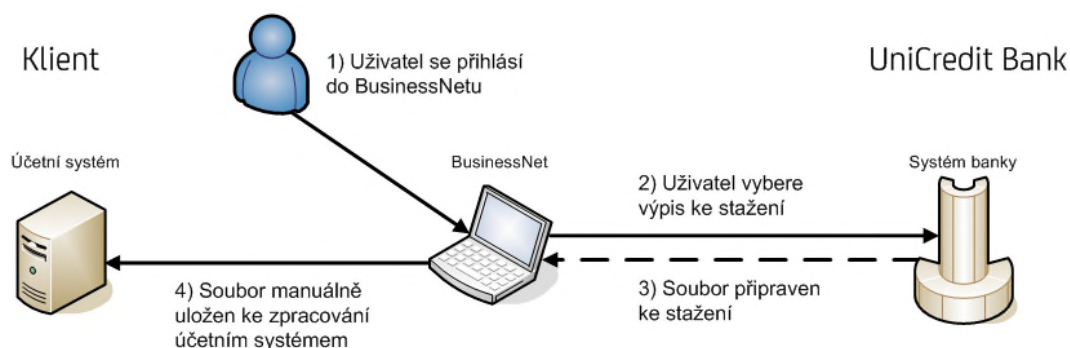 Klient
1) Uživatel se přihlásí
do BusinessNetu
UniCredit Bank
Účetní systém
BusinessNet
Systém banky
2) Uživatel vybere
výpis ke stažení
3) Soubor připraven
ke stažení
4) Soubor manuálně
uložen ke zpracování
účetním systémem